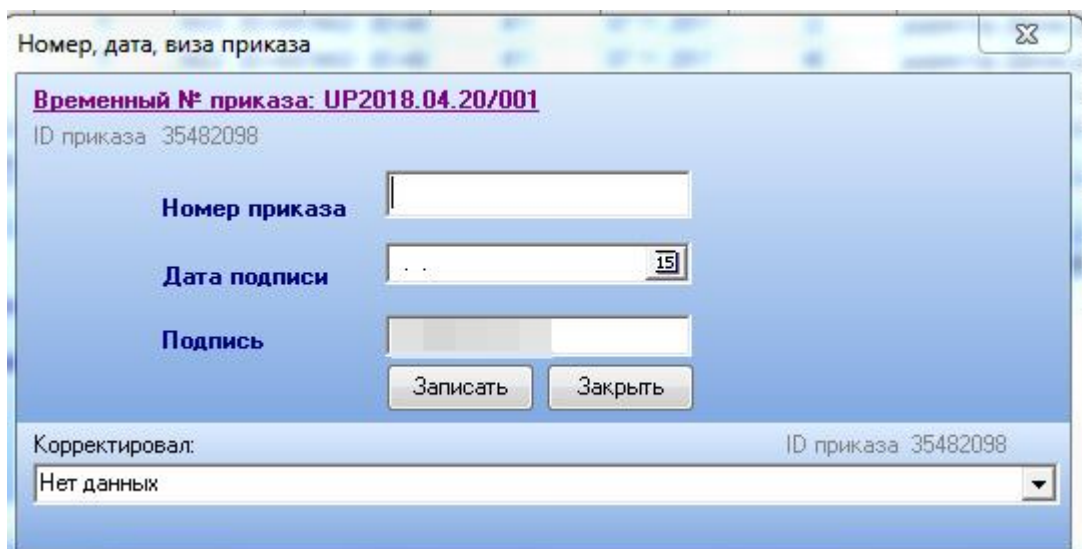 Номер, дата, виза приказа
Временный № приказа: UP2018.04.20/001
ID приказа 35482098
Номер приказа
Дата подписи . . 15
Подпись
Записать Закрыть
Корректировал: ID приказа 35482098
Нет данных